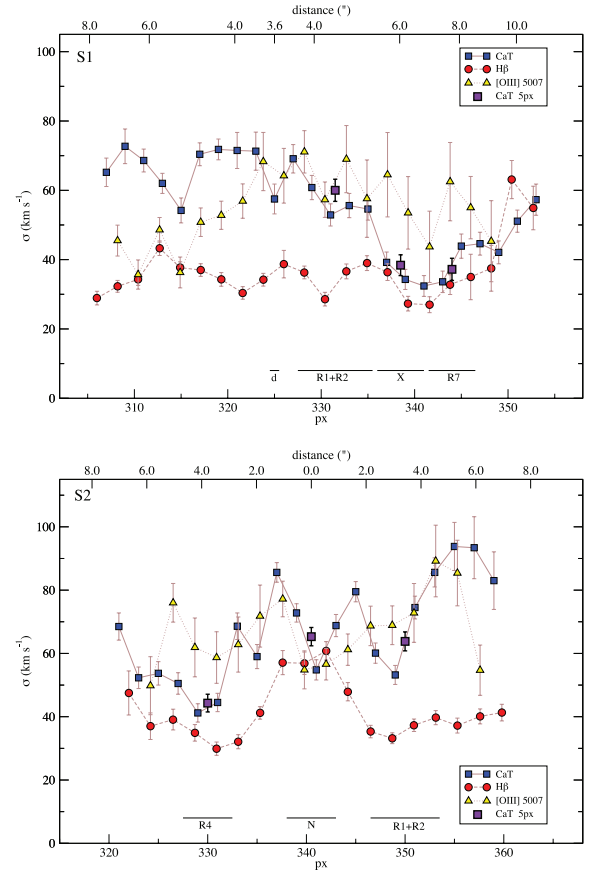 distance (")
8.0 6.0 4.0 3.6 4.0 6.0 8.0 10.0
S1
CaT
Hβ
[OIII] 5007
CaT 5px
σ (km s⁻¹)
100
80
60
40
20
0
d R1+R2 X R7
310 320 330 340 350
px
distance (")
8.0 6.0 4.0 2.0 0.0 2.0 4.0 6.0 8.0
S2
σ (km s⁻¹)
100
80
60
40
20
0
CaT
Hβ
[OIII] 5007
CaT 5px
R4 N R1+R2
320 330 340 350 360
px